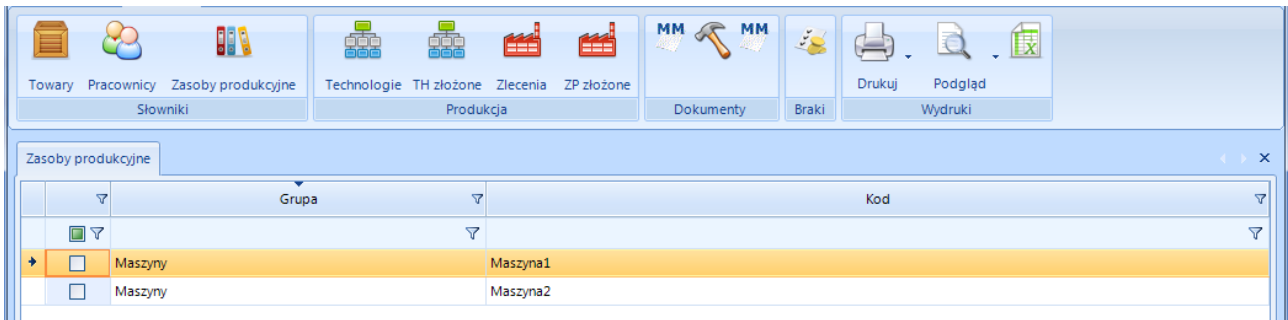 MM MM
Towary Pracownicy Zasoby produkcyjne Technologie TH złożone Zlecenia ZP złożone Drukuj Podgląd
Słowniki Produkcja Dokumenty Braki Wydruki
Zasoby produkcyjne
Grupa Kod
Maszyny Maszyna1
Maszyny Maszyna2